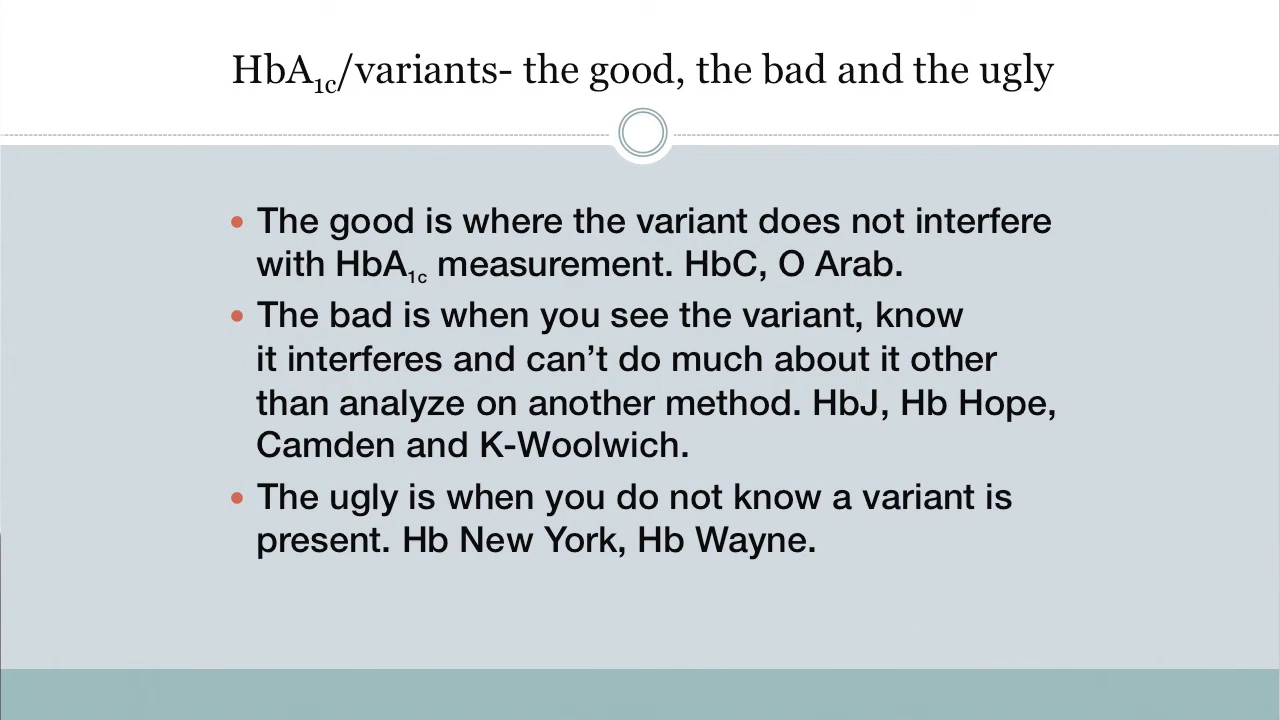 HbA1c/variants- the good, the bad and the ugly
• The good is where the variant does not interfere
with HbA1c measurement. HbC, O Arab.
• The bad is when you see the variant, know
it interferes and can’t do much about it other
than analyze on another method. HbJ, Hb Hope,
Camden and K-Woolwich.
• The ugly is when you do not know a variant is
present. Hb New York, Hb Wayne.